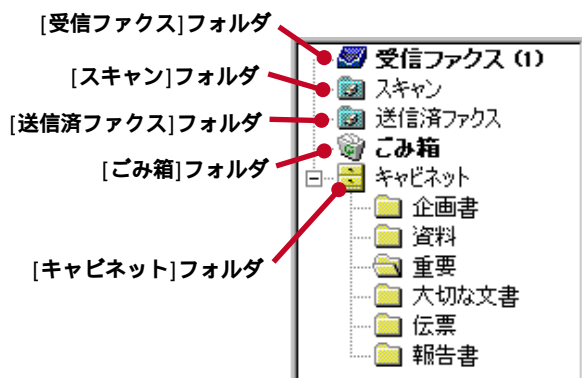 [受信ファクス]フォルダ
[スキャン]フォルダ
[送信済ファクス]フォルダ
[ごみ箱]フォルダ
[キャビネット]フォルダ
受信ファクス (1)
スキャン
送信済ファクス
ごみ箱
キャビネット
企画書
資料
重要
大切な文書
伝票
報告書